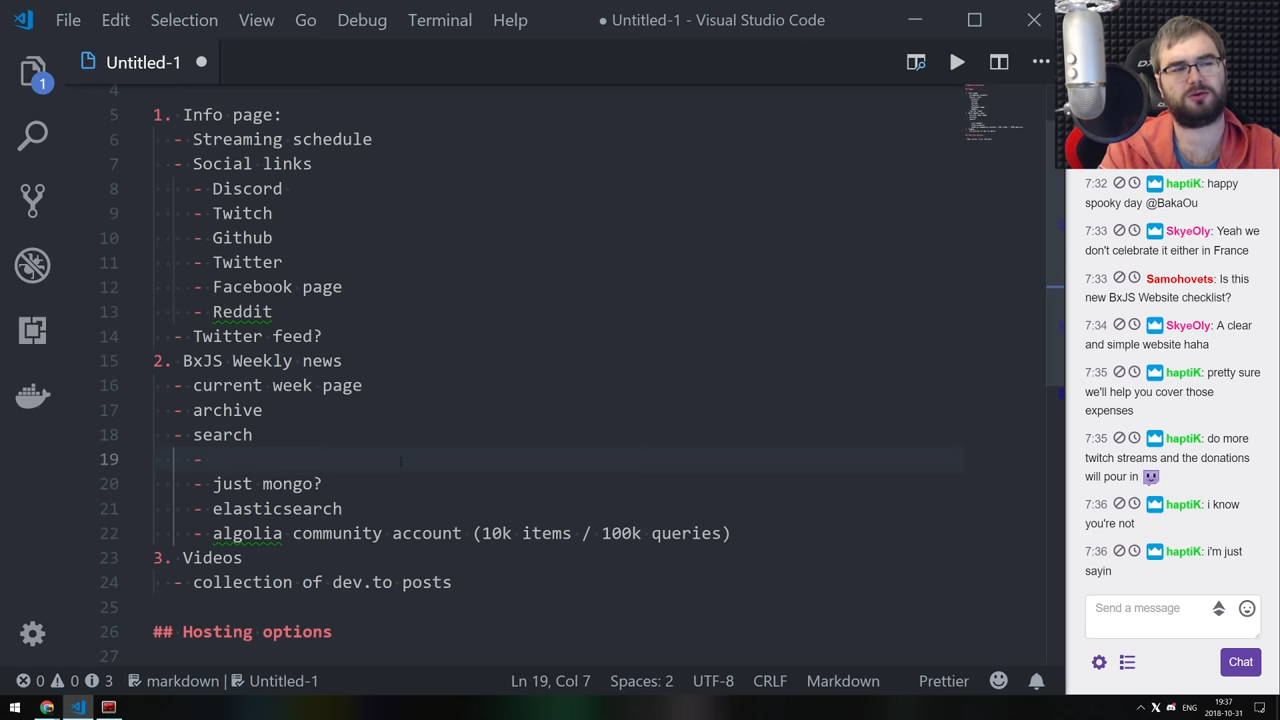 File Edit Selection View Go Debug Terminal Help
● Untitled-1 - Visual Studio Code
1
Untitled-1 ●
4
5 1. Info page:
6 - Streaming schedule
7 - Social links
8 - Discord
9 - Twitch
10 - Github
11 - Twitter
12 - Facebook page
13 - Reddit
14 - Twitter feed?
15 2. BxJS Weekly news
16 - current week page
17 - archive
18 - search
19 -
20 - just mongo?
21 - elasticsearch
22 - algolia community account (10k items / 100k queries)
23 3. Videos
24 - collection of dev.to posts
25
26 ## Hosting options
27
0 0 3 markdown Untitled-1 Ln 19, Col 7 Spaces: 2 UTF-8 CRLF Markdown Prettier
7:32 haptiK: happy
spooky day @BakaOu
7:33 SkyeOly: Yeah we
don't celebrate it either in France
7:33 Samohovets: Is this
new BxJS Website checklist?
7:34 SkyeOly: A clear
and simple website haha
7:35 haptiK: pretty sure
we'll help you cover those
expenses
7:35 haptiK: do more
twitch streams and the donations
will pour in
7:36 haptiK: i know
you're not
7:36 haptiK: i'm just
sayin
Send a message
Chat
ENG
19:37
2018-10-31